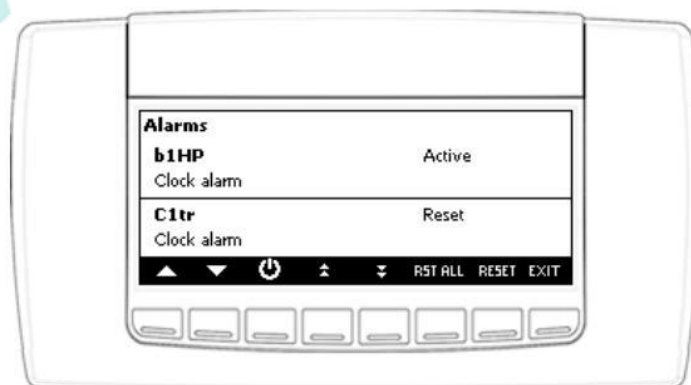 Alarms
b1HP Active
Clock alarm
C1tr Reset
Clock alarm
RST ALL RESET EXIT